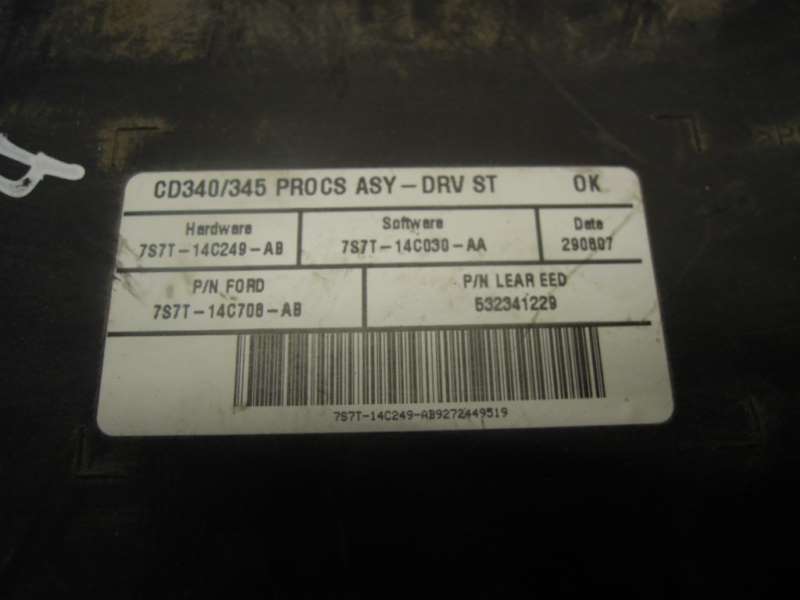 CD340/345 PROCS ASY-DRV ST OK
Hardware Software Date
7S7T-14C249-AB 7S7T-14C030-AA 290807
P/N FORD P/N LEAR EED
7S7T-14C708-AB 532341229
7S7T-14C249-AB9272449519